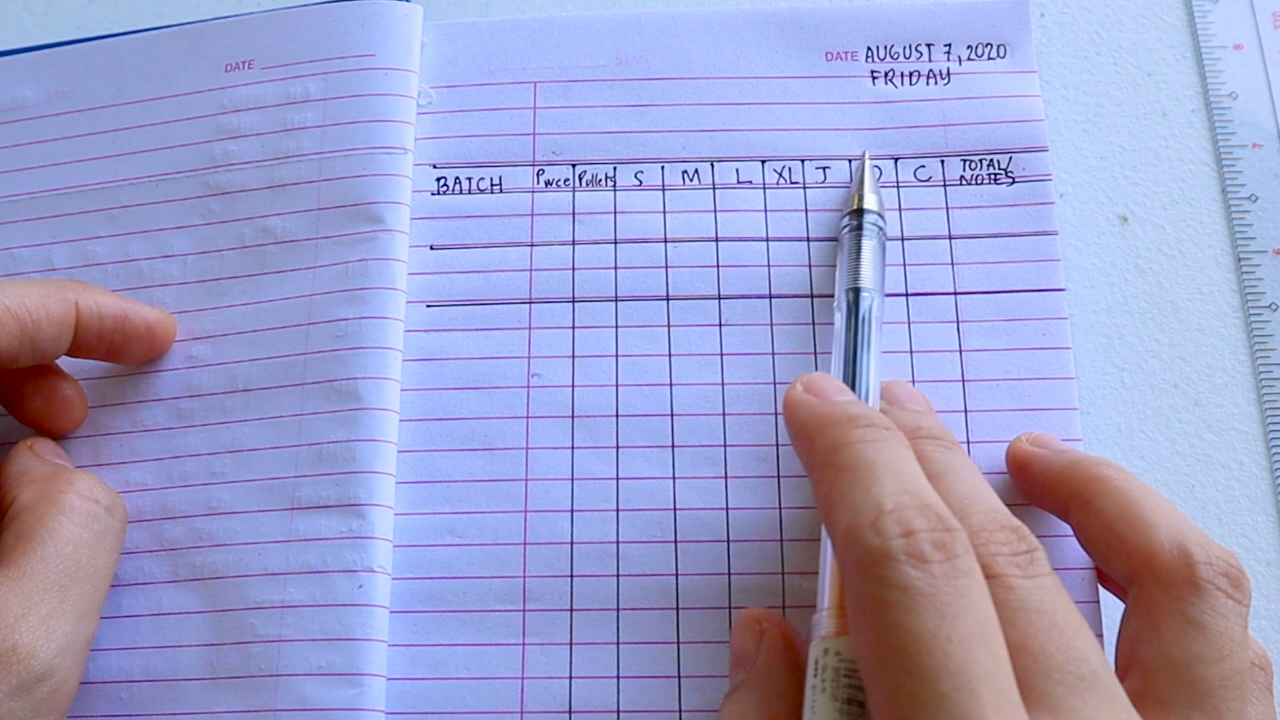 DATE
DATE AUGUST 7, 2020
FRIDAY
BATCH Pwee Pullets S M L XL J C TOTAL/
NOTES